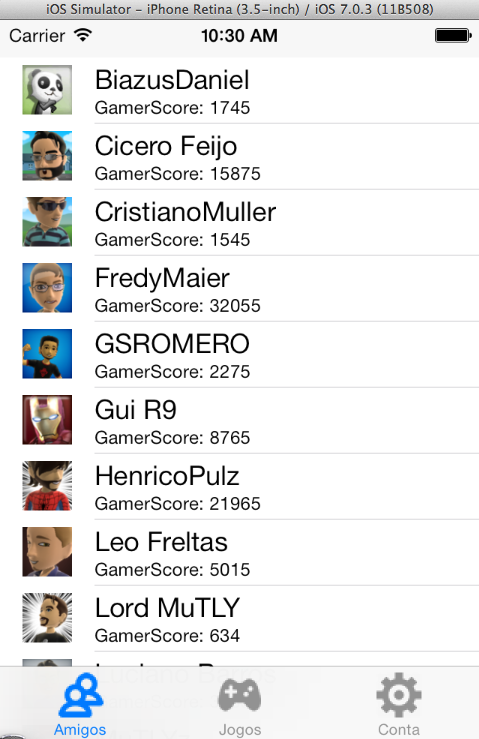 iOS Simulator - iPhone Retina (3.5-inch) / iOS 7.0.3 (11B508)
Carrier 10:30 AM
BiazusDaniel
GamerScore: 1745
Cicero Feijo
GamerScore: 15875
CristianoMuller
GamerScore: 1545
FredyMaier
GamerScore: 32055
GSROMERO
GamerScore: 2275
Gui R9
GamerScore: 8765
HenricoPulz
GamerScore: 21965
Leo FreItas
GamerScore: 5015
Lord MuTLY
GamerScore: 634
Luciano
Amigos Jogos Conta